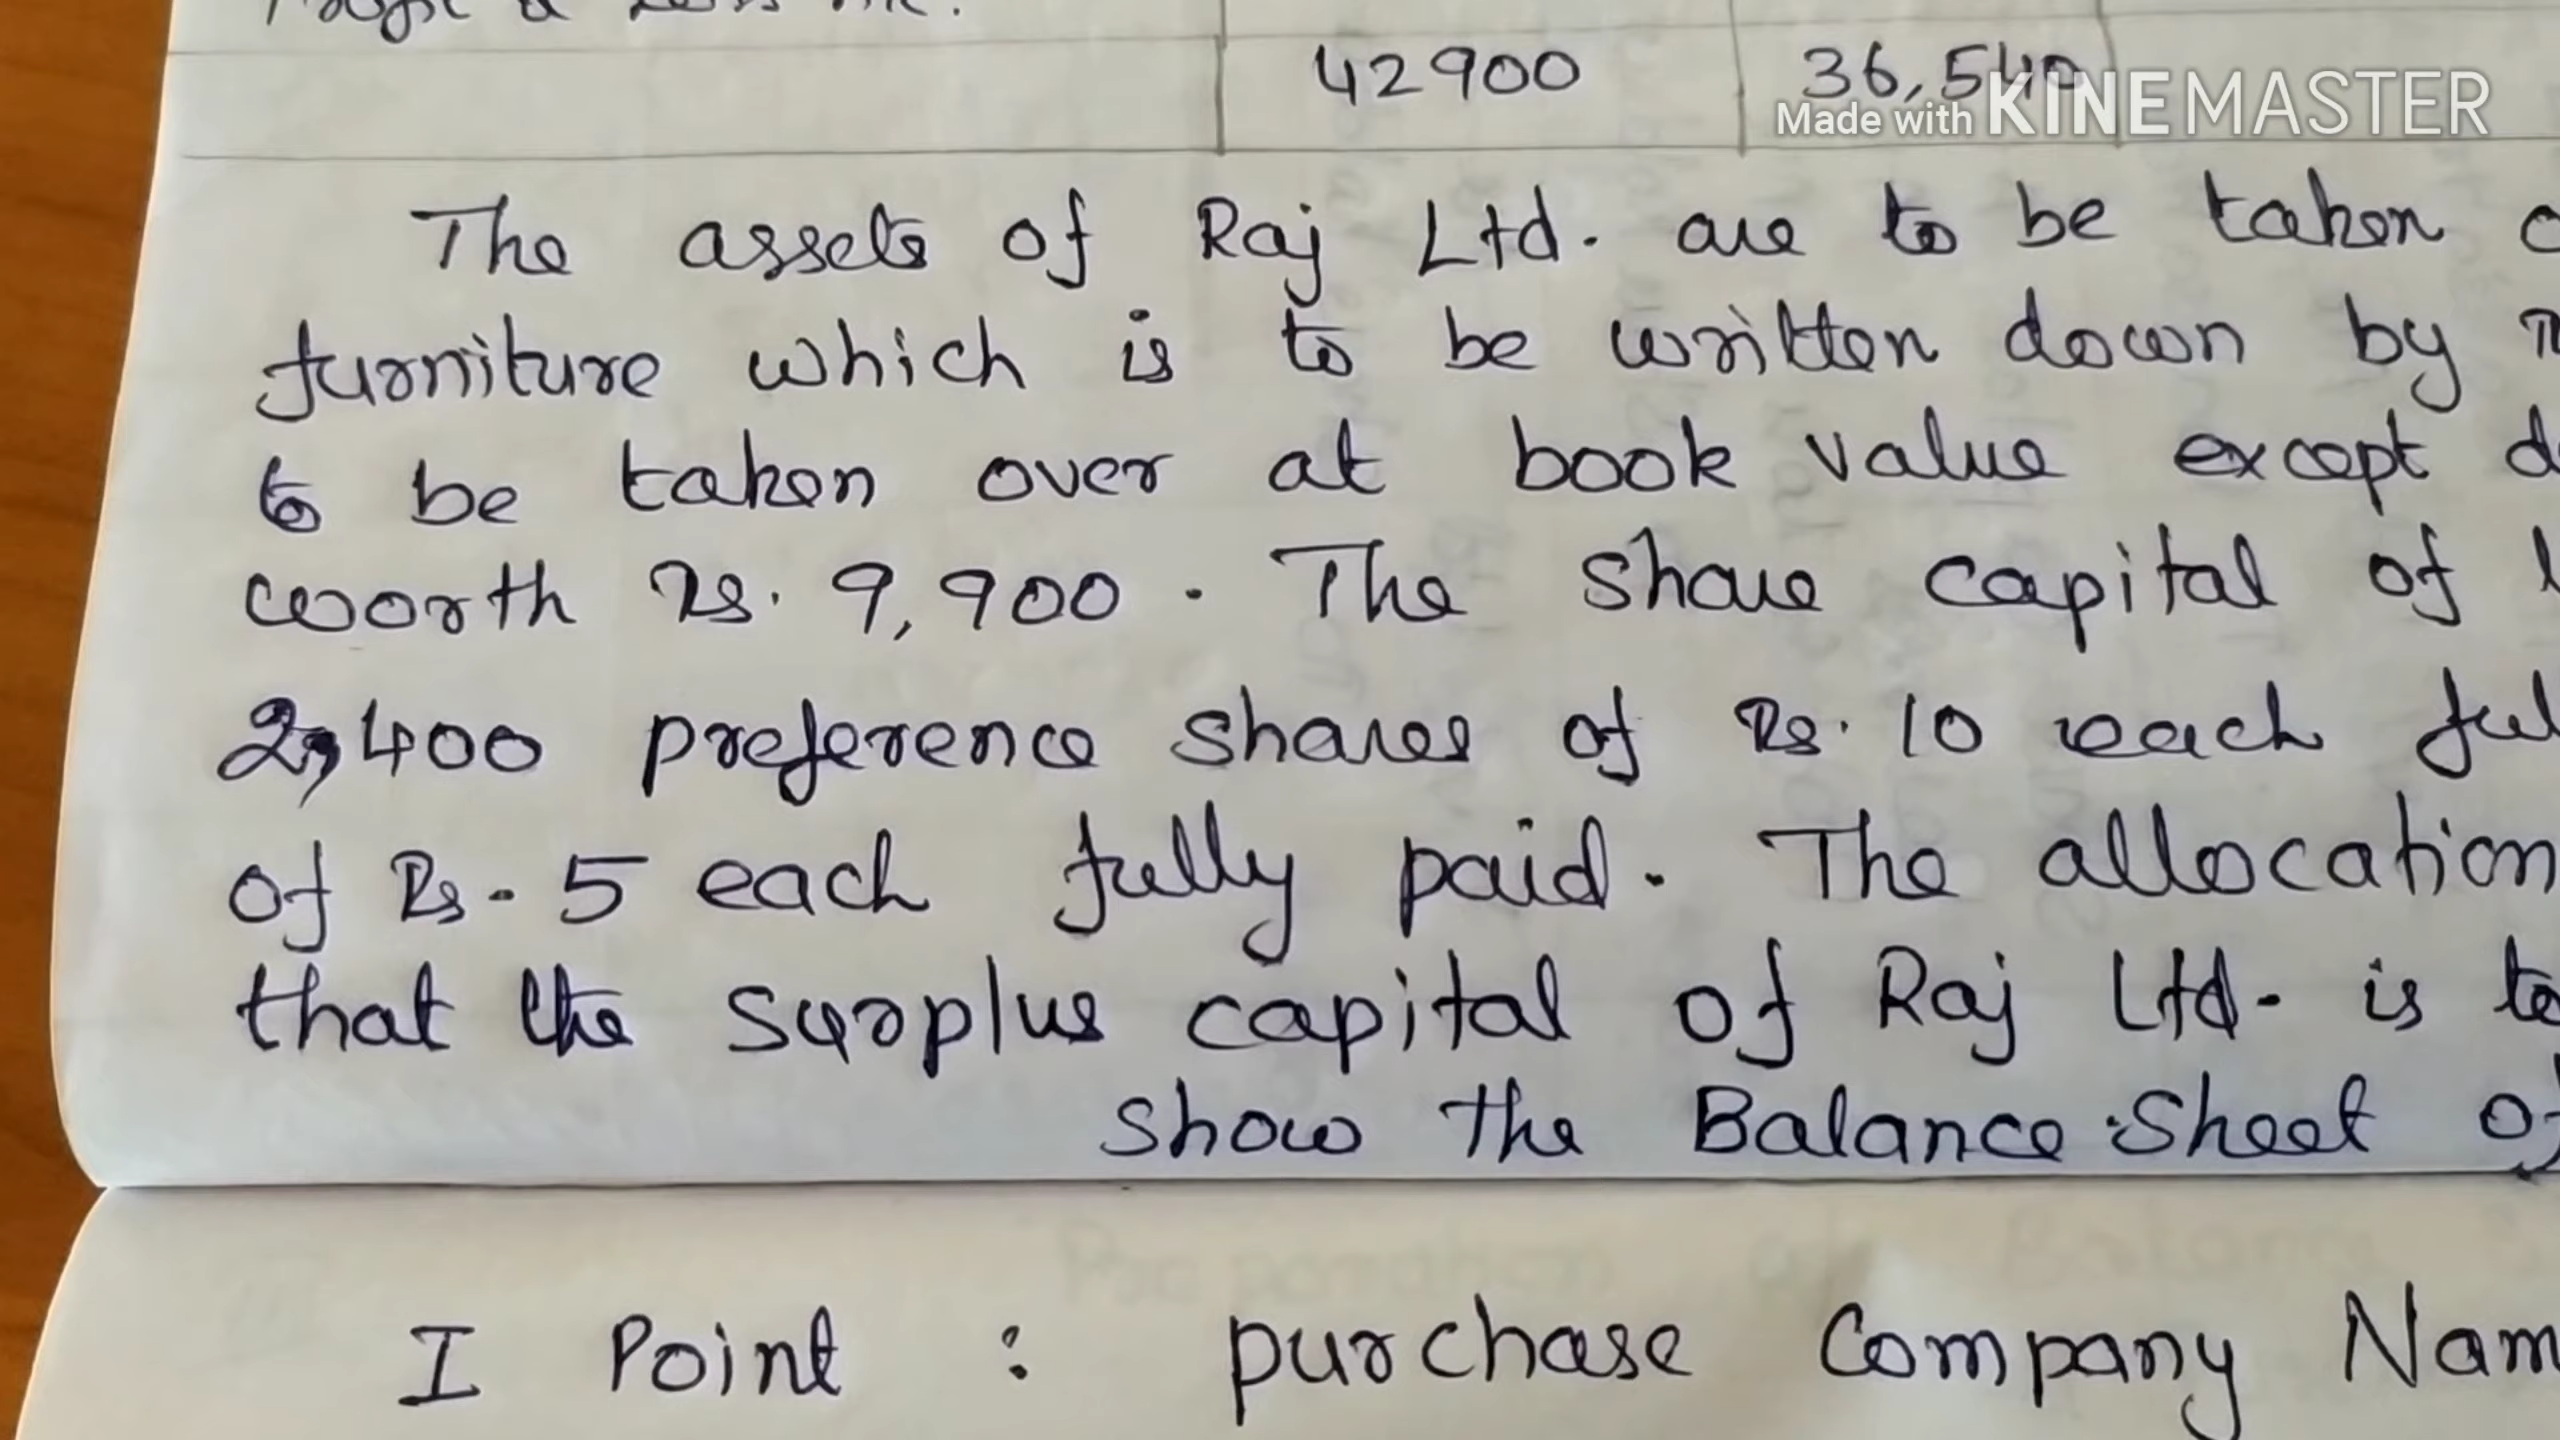 42900 36,540
Made with KINEMASTER
The assets of Raj Ltd. are to be taken
furniture which is to be written down by
to be taken over at book value except
worth Rs. 9,900. The share capital of
2,400 preference shares of Rs. 10 each
of Rs. 5 each fully paid. The allocation
that the surplus capital of Raj Ltd. is to
show the Balance Sheet of
I Point : purchase Company